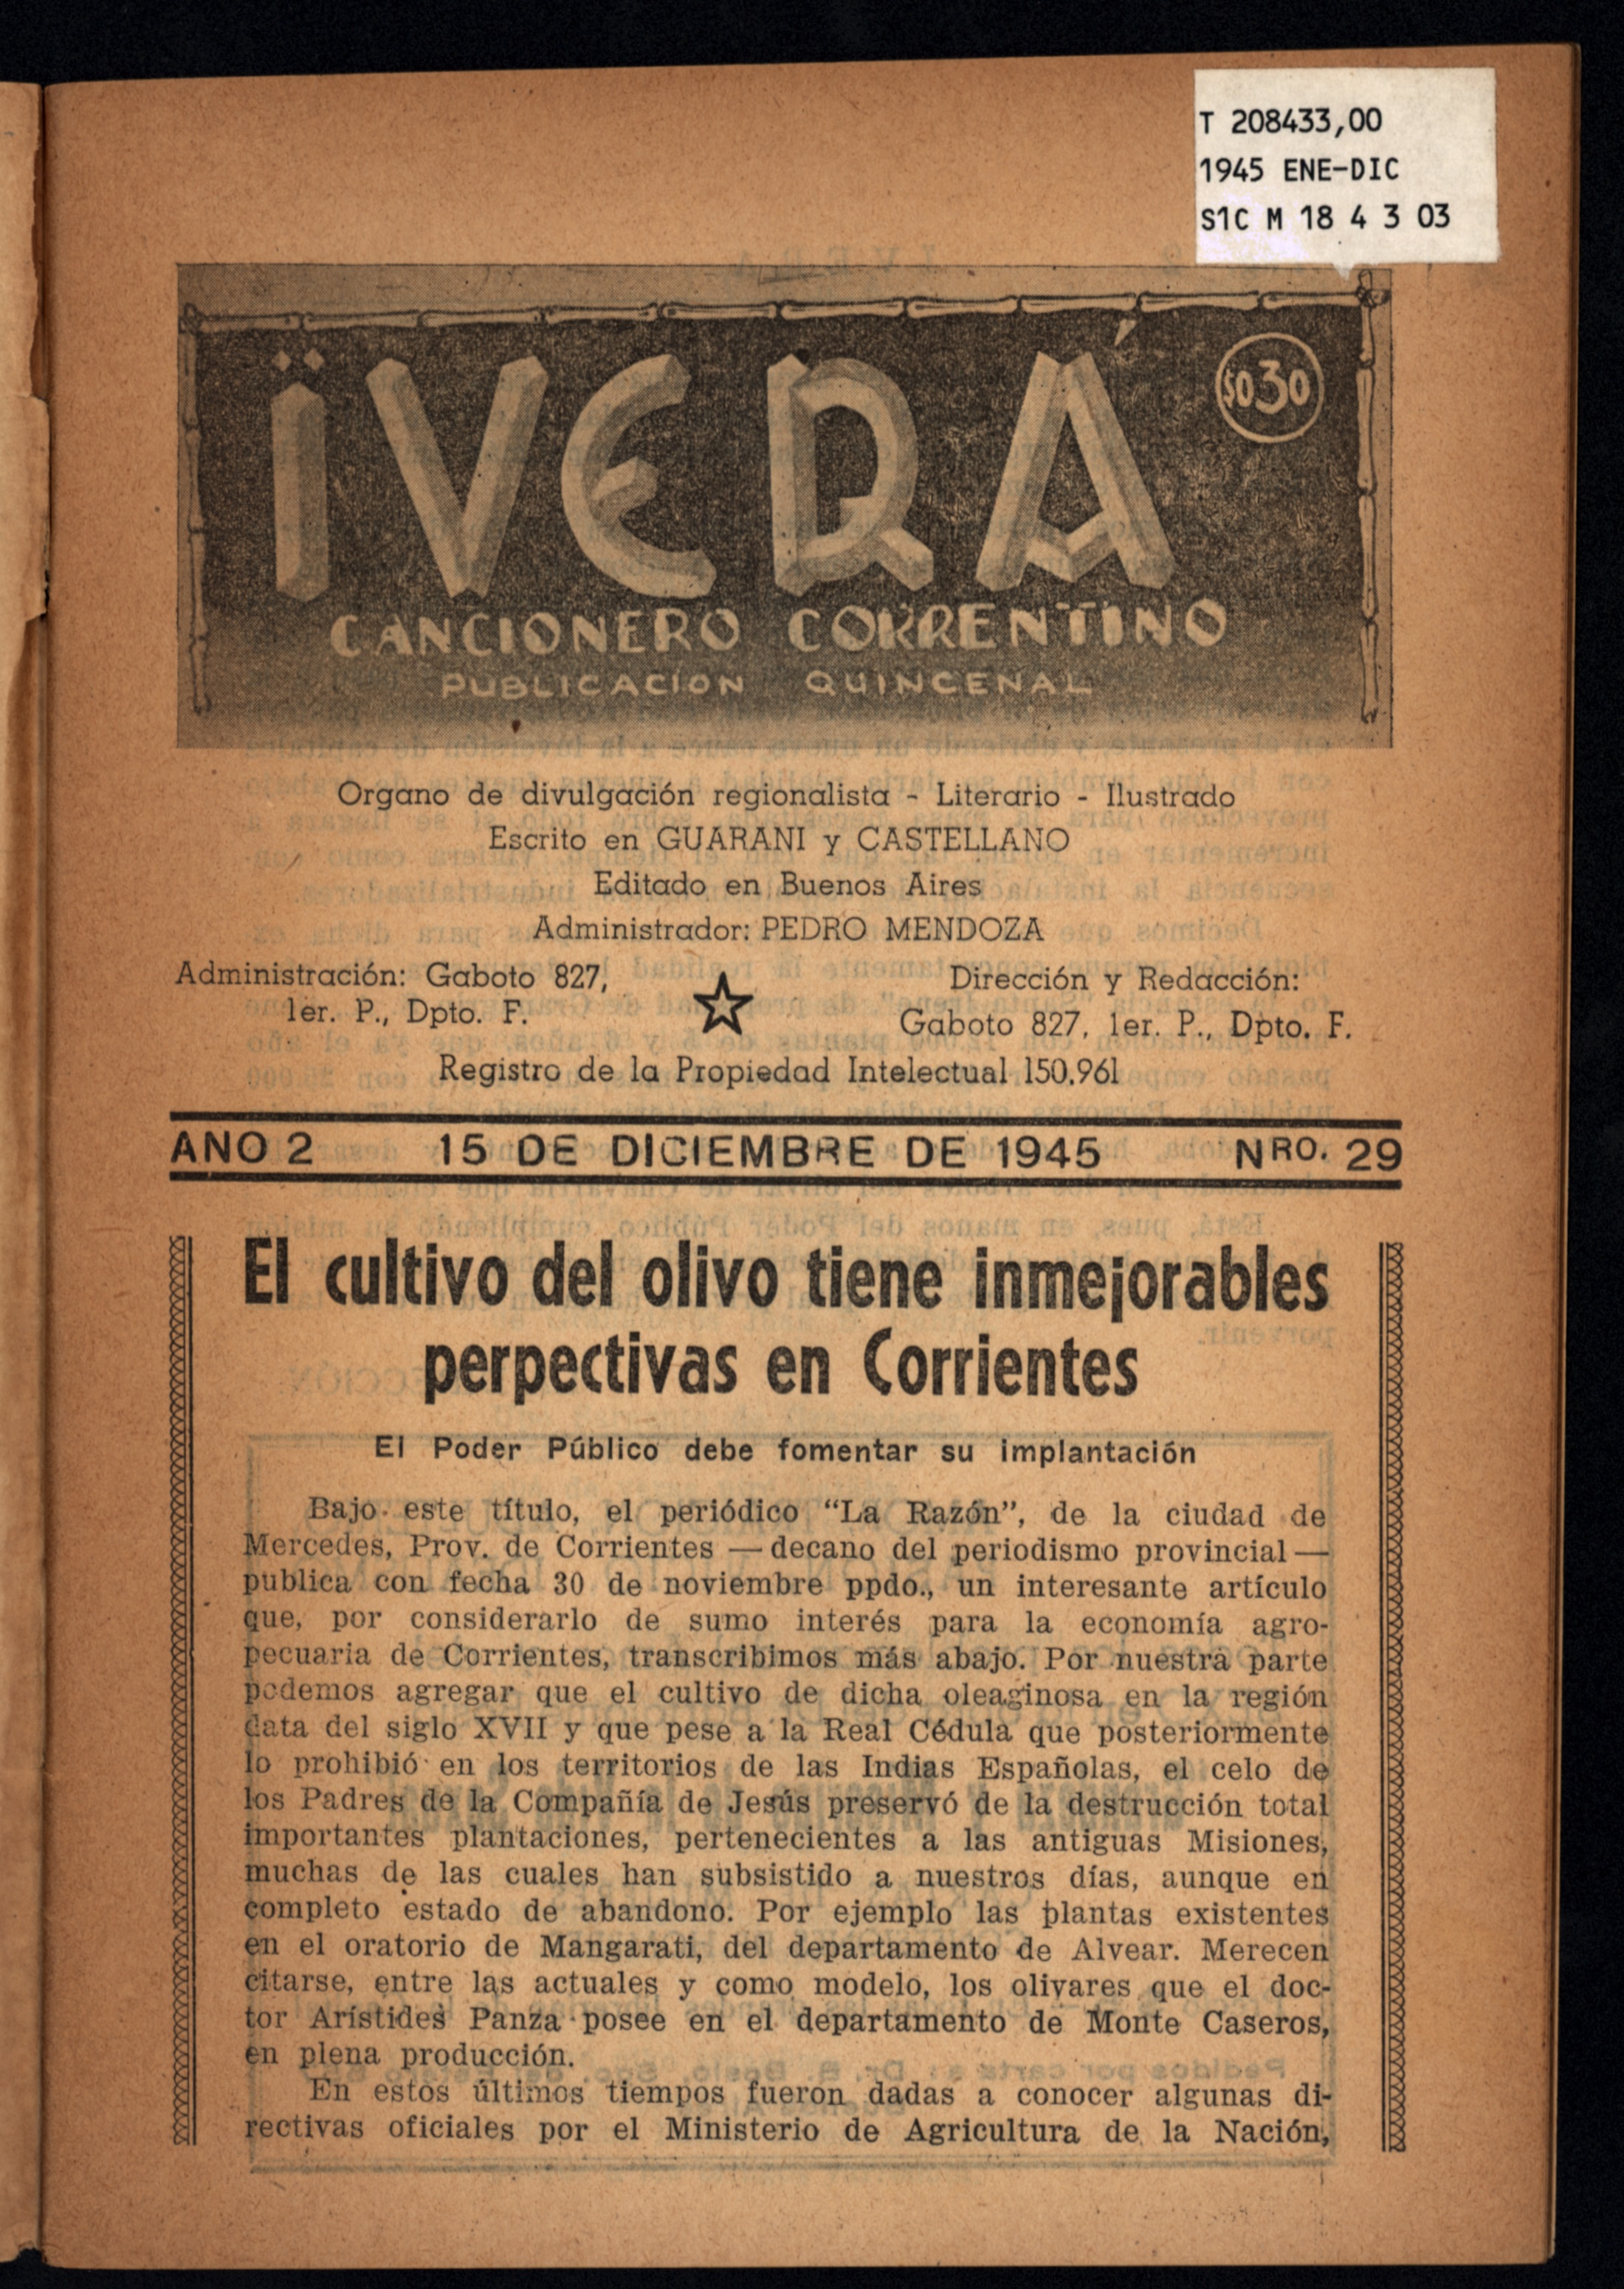 T 208433,00
1945 ENE-DIC
S1C M 18 4 3 03
ÏVERÁ
$030
CANCIONERO CORRENTINO
PUBLICACION QUINCENAL
Organo de divulgación regionalista - Literario - Ilustrado
Escrito en GUARANI y CASTELLANO
Editado en Buenos Aires
Administrador: PEDRO MENDOZA
Administración: Gaboto 827,
1er. P., Dpto. F.
Dirección y Redacción:
Gaboto 827, 1er. P., Dpto. F.
Registro de la Propiedad Intelectual 150.961
ANO 2 15 DE DICIEMBRE DE 1945 NRO. 29
El cultivo del olivo tiene inmejorables
perpectivas en Corrientes
El Poder Público debe fomentar su implantación
Bajo este título, el periódico “La Razón”, de la ciudad de
Mercedes, Prov. de Corrientes — decano del periodismo provincial —
publica con fecha 30 de noviembre ppdo., un interesante artículo
que, por considerarlo de sumo interés para la economía agro-
pecuaria de Corrientes, transcribimos más abajo. Por nuestra parte
podemos agregar que el cultivo de dicha oleaginosa en la región
data del siglo XVII y que pese a la Real Cédula que posteriormente
lo prohibió en los territorios de las Indias Españolas, el celo de
los Padres de la Compañía de Jesús preservó de la destrucción total
importantes plantaciones, pertenecientes a las antiguas Misiones,
muchas de las cuales han subsistido a nuestros días, aunque en
completo estado de abandono. Por ejemplo las plantas existentes
en el oratorio de Mangarati, del departamento de Alvear. Merecen
citarse, entre las actuales y como modelo, los olivares que el doc-
tor Arístides Panza posee en el departamento de Monte Caseros,
en plena producción.
En estos últimos tiempos fueron dadas a conocer algunas di-
rectivas oficiales por el Ministerio de Agricultura de la Nación,